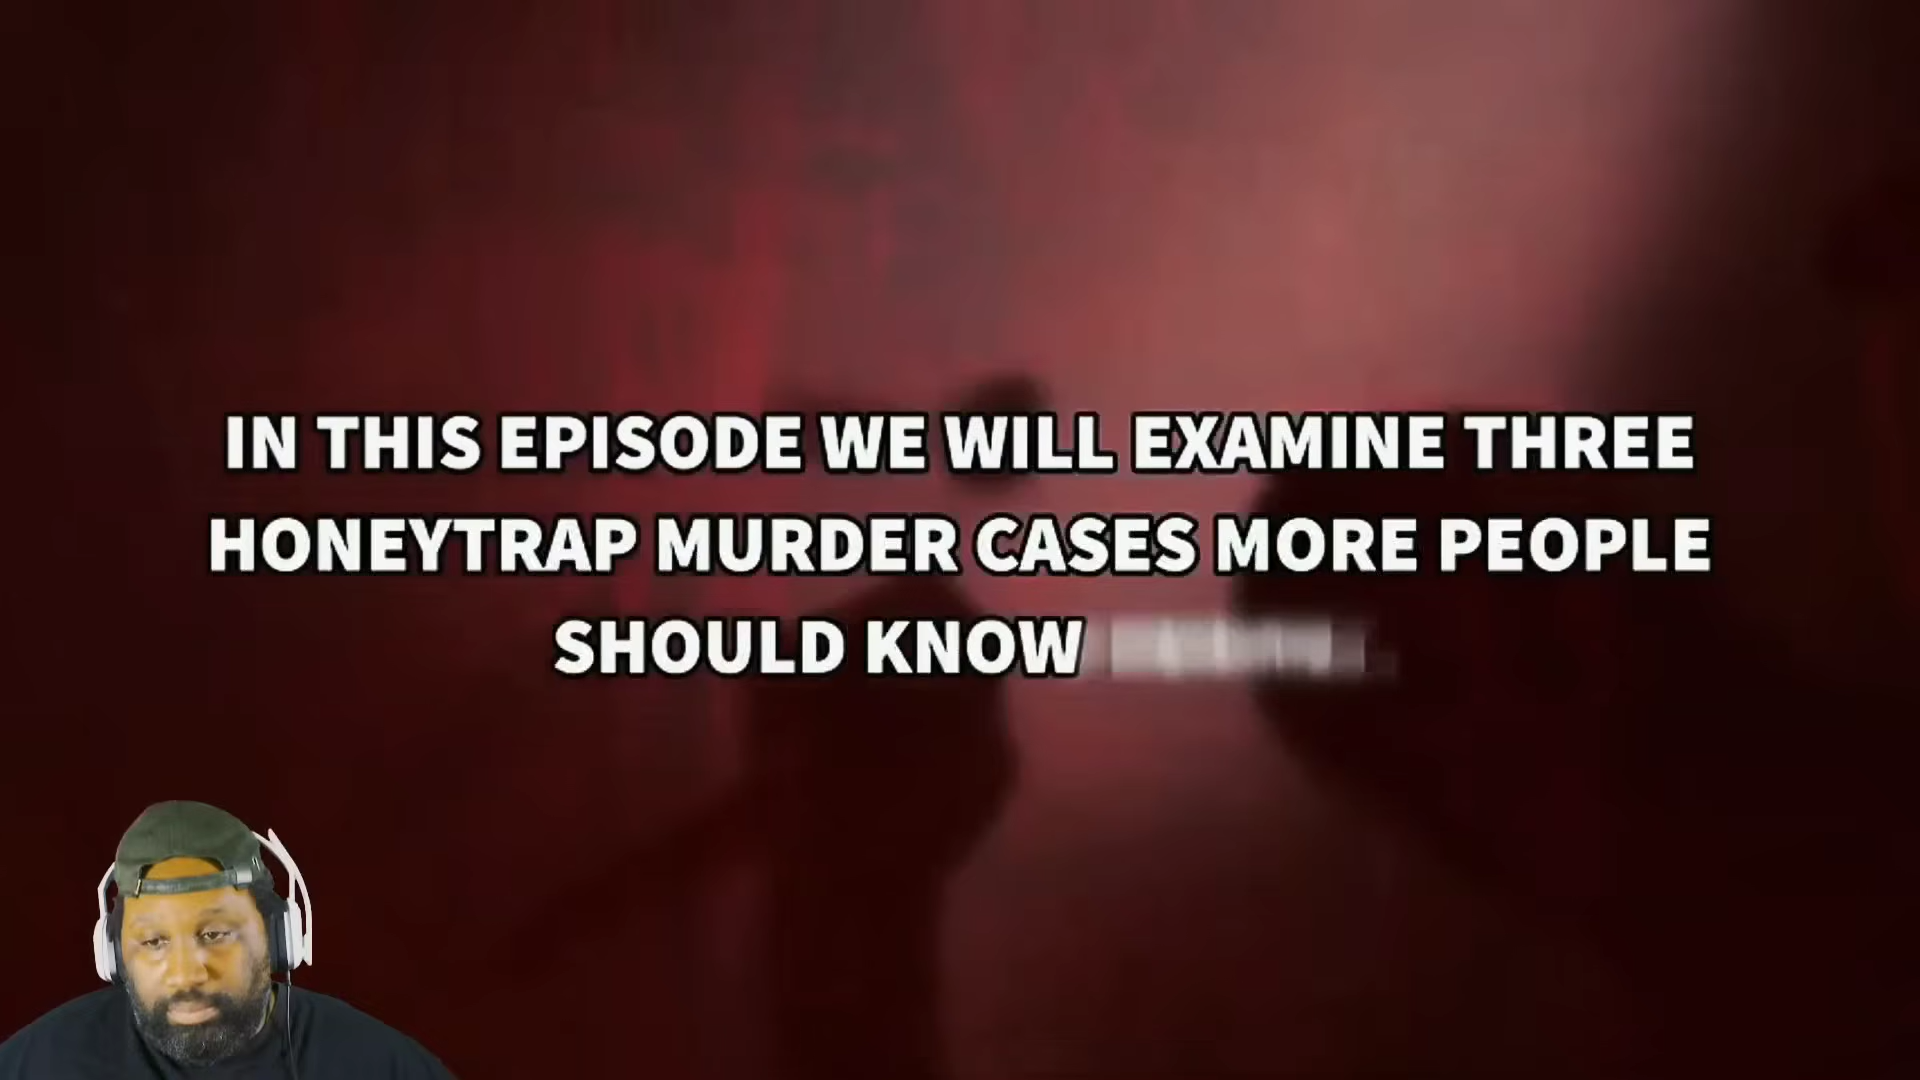 IN THIS EPISODE WE WILL EXAMINE THREE
HONEYTRAP MURDER CASES MORE PEOPLE
SHOULD KNOW